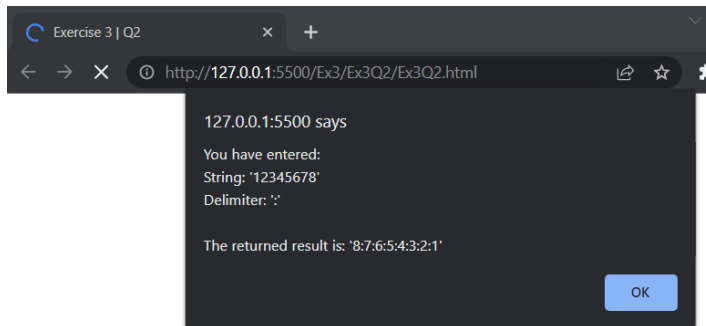 Exercise 3 | Q2
http://127.0.0.1:5500/Ex3/Ex3Q2/Ex3Q2.html
127.0.0.1:5500 says
You have entered:
String: '12345678'
Delimiter: ':'
The returned result is: '8:7:6:5:4:3:2:1'
OK